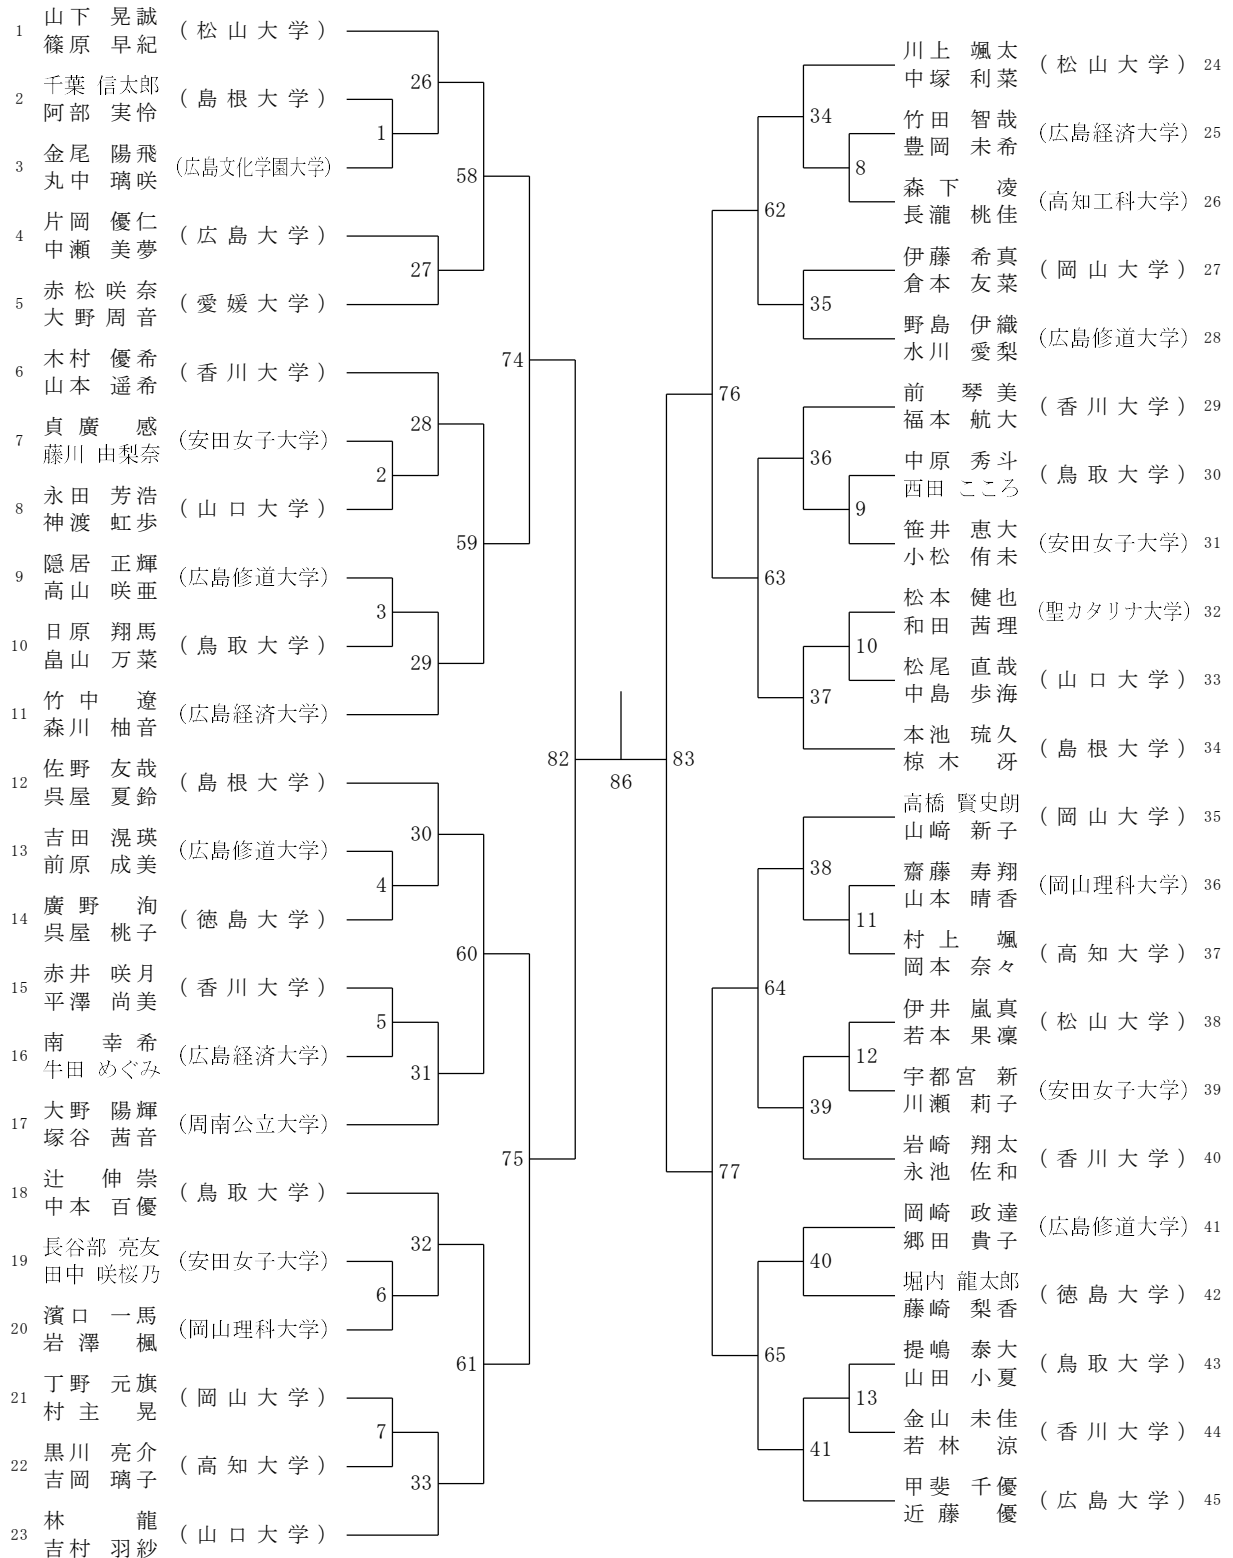 1 山下 晃誠 (松山大学)
篠原 早紀
2 千葉 信太郎 (島根大学)
阿部 実怜
3 金尾 陽飛 (広島文化学園大学)
丸中 璃咲
4 片岡 優仁 (広島大学)
中瀬 美夢
5 赤松咲奈 (愛媛大学)
大野周音
6 木村 優希 (香川大学)
山本 遥希
7 貞廣 感 (安田女子大学)
藤川 由梨奈
8 永田 芳浩 (山口大学)
神渡 虹歩
9 隠居 正輝 (広島修道大学)
高山 咲亜
10 日原 翔馬 (鳥取大学)
畠山 万菜
11 竹中 遼 (広島経済大学)
森川 柚音
12 佐野 友哉 (島根大学)
呉屋 夏鈴
13 吉田 滉瑛 (広島修道大学)
前原 成美
14 廣野 洵 (徳島大学)
呉屋 桃子
15 赤井 咲月 (香川大学)
平澤 尚美
16 南 幸希 (広島経済大学)
牛田 めぐみ
17 大野 陽輝 (周南公立大学)
塚谷 茜音
18 辻 伸崇 (鳥取大学)
中本 百優
19 長谷部 亮友 (安田女子大学)
田中 咲桜乃
20 濱口 一馬 (岡山理科大学)
岩澤 楓
21 丁野 元旗 (岡山大学)
村主 晃
22 黒川 亮介 (高知大学)
吉岡 璃子
23 林 龍 (山口大学)
吉村 羽紗
26
1
58
27
74
28
2
59
3
29
82
30
4
60
5
31
75
32
6
61
7
33
86
83
34
8
62
35
76
36
9
63
10
37
38
11
64
12
39
77
40
65
13
41
川上 颯太 (松山大学) 24
中塚 利菜
竹田 智哉 (広島経済大学) 25
豊岡 未希
森下 凌 (高知工科大学) 26
長瀧 桃佳
伊藤 希真 (岡山大学) 27
倉本 友菜
野島 伊織 (広島修道大学) 28
水川 愛梨
前 琴美 (香川大学) 29
福本 航大
中原 秀斗 (鳥取大学) 30
西田 こころ
笹井 恵大 (安田女子大学) 31
小松 侑未
松本 健也 (聖カタリナ大学) 32
和田 茜理
松尾 直哉 (山口大学) 33
中島 歩海
本池 琉久 (島根大学) 34
椋木 冴
高橋 賢史朗 (岡山大学) 35
山﨑 新子
齋藤 寿翔 (岡山理科大学) 36
山本 晴香
村上 颯 (高知大学) 37
岡本 奈々
伊井 嵐真 (松山大学) 38
若本 果凜
宇都宮 新 (安田女子大学) 39
川瀬 莉子
岩崎 翔太 (香川大学) 40
永池 佐和
岡崎 政達 (広島修道大学) 41
郷田 貴子
堀内 龍太郎 (徳島大学) 42
藤崎 梨香
提嶋 泰大 (鳥取大学) 43
山田 小夏
金山 未佳 (香川大学) 44
若林 涼
甲斐 千優 (広島大学) 45
近藤 優